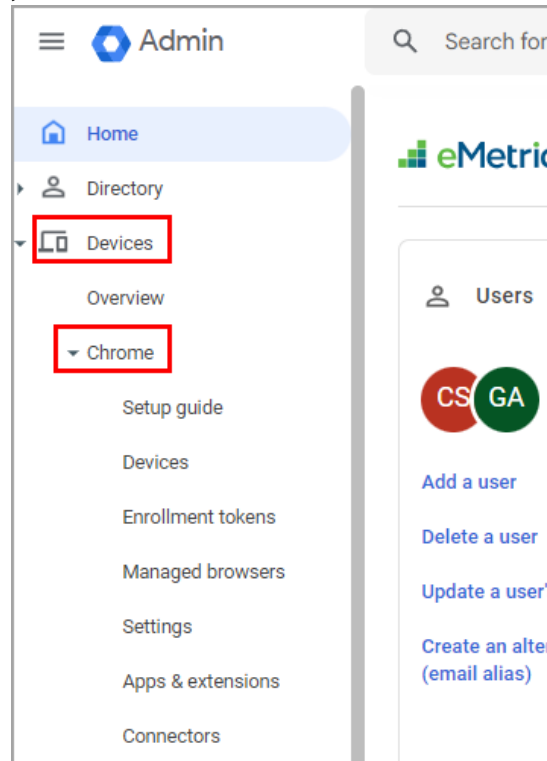 Admin
Search for
Home
Directory
Devices
Overview
Chrome
Setup guide
Devices
Enrollment tokens
Managed browsers
Settings
Apps & extensions
Connectors
eMetric
Users
CS GA
Add a user
Delete a user
Update a user'
Create an alter
(email alias)